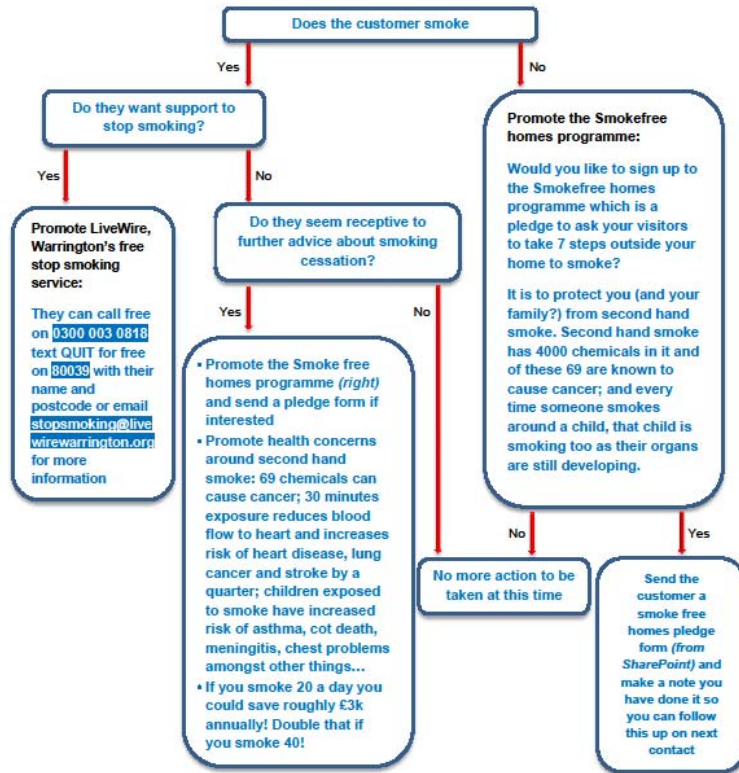 Does the customer smoke
Yes
No
Do they want support to
stop smoking?
Yes
No
Promote LiveWire,
Warrington's free
stop smoking
service:
They can call free
on 0300 003 0818
text QUIT for free
on 80039 with their
name and
postcode or email
stopsmoking@live
wirewarrington.org
for more
information
Do they seem receptive to
further advice about smoking
cessation?
Yes
No
▪ Promote the Smoke free
homes programme (right)
and send a pledge form if
interested
▪ Promote health concerns
around second hand
smoke: 69 chemicals can
cause cancer; 30 minutes
exposure reduces blood
flow to heart and increases
risk of heart disease, lung
cancer and stroke by a
quarter; children exposed
to smoke have increased
risk of asthma, cot death,
meningitis, chest problems
amongst other things...
▪ If you smoke 20 a day you
could save roughly £3k
annually! Double that if
you smoke 40!
Promote the Smokefree
homes programme:
Would you like to sign up to
the Smokefree homes
programme which is a
pledge to ask your visitors
to take 7 steps outside your
home to smoke?
It is to protect you (and your
family?) from second hand
smoke. Second hand smoke
has 4000 chemicals in it and
of these 69 are known to
cause cancer; and every
time someone smokes
around a child, that child is
smoking too as their organs
are still developing.
No
Yes
No more action to be
taken at this time
Send the
customer a
smoke free
homes pledge
form (from
SharePoint) and
make a note you
have done it so
you can follow
this up on next
contact